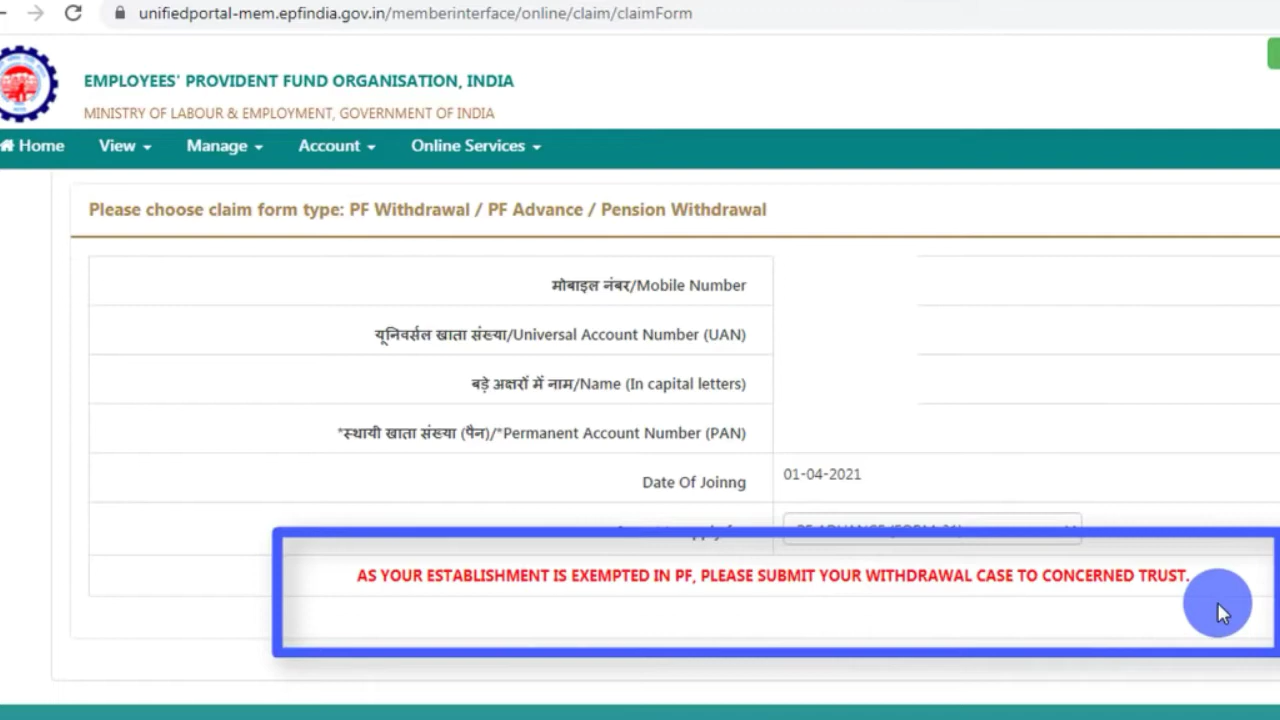 unifiedportal-mem.epfindia.gov.in/memberinterface/online/claim/claimForm
EMPLOYEES' PROVIDENT FUND ORGANISATION, INDIA
MINISTRY OF LABOUR & EMPLOYMENT, GOVERNMENT OF INDIA
Home View Manage Account Online Services
Please choose claim form type: PF Withdrawal / PF Advance / Pension Withdrawal
मोबाइल नंबर/Mobile Number
यूनिवर्सल खाता संख्या/Universal Account Number (UAN)
बड़े अक्षरों में नाम/Name (In capital letters)
*स्थायी खाता संख्या (पैन)/*Permanent Account Number (PAN)
Date Of Joinng 01-04-2021
AS YOUR ESTABLISHMENT IS EXEMPTED IN PF, PLEASE SUBMIT YOUR WITHDRAWAL CASE TO CONCERNED TRUST.